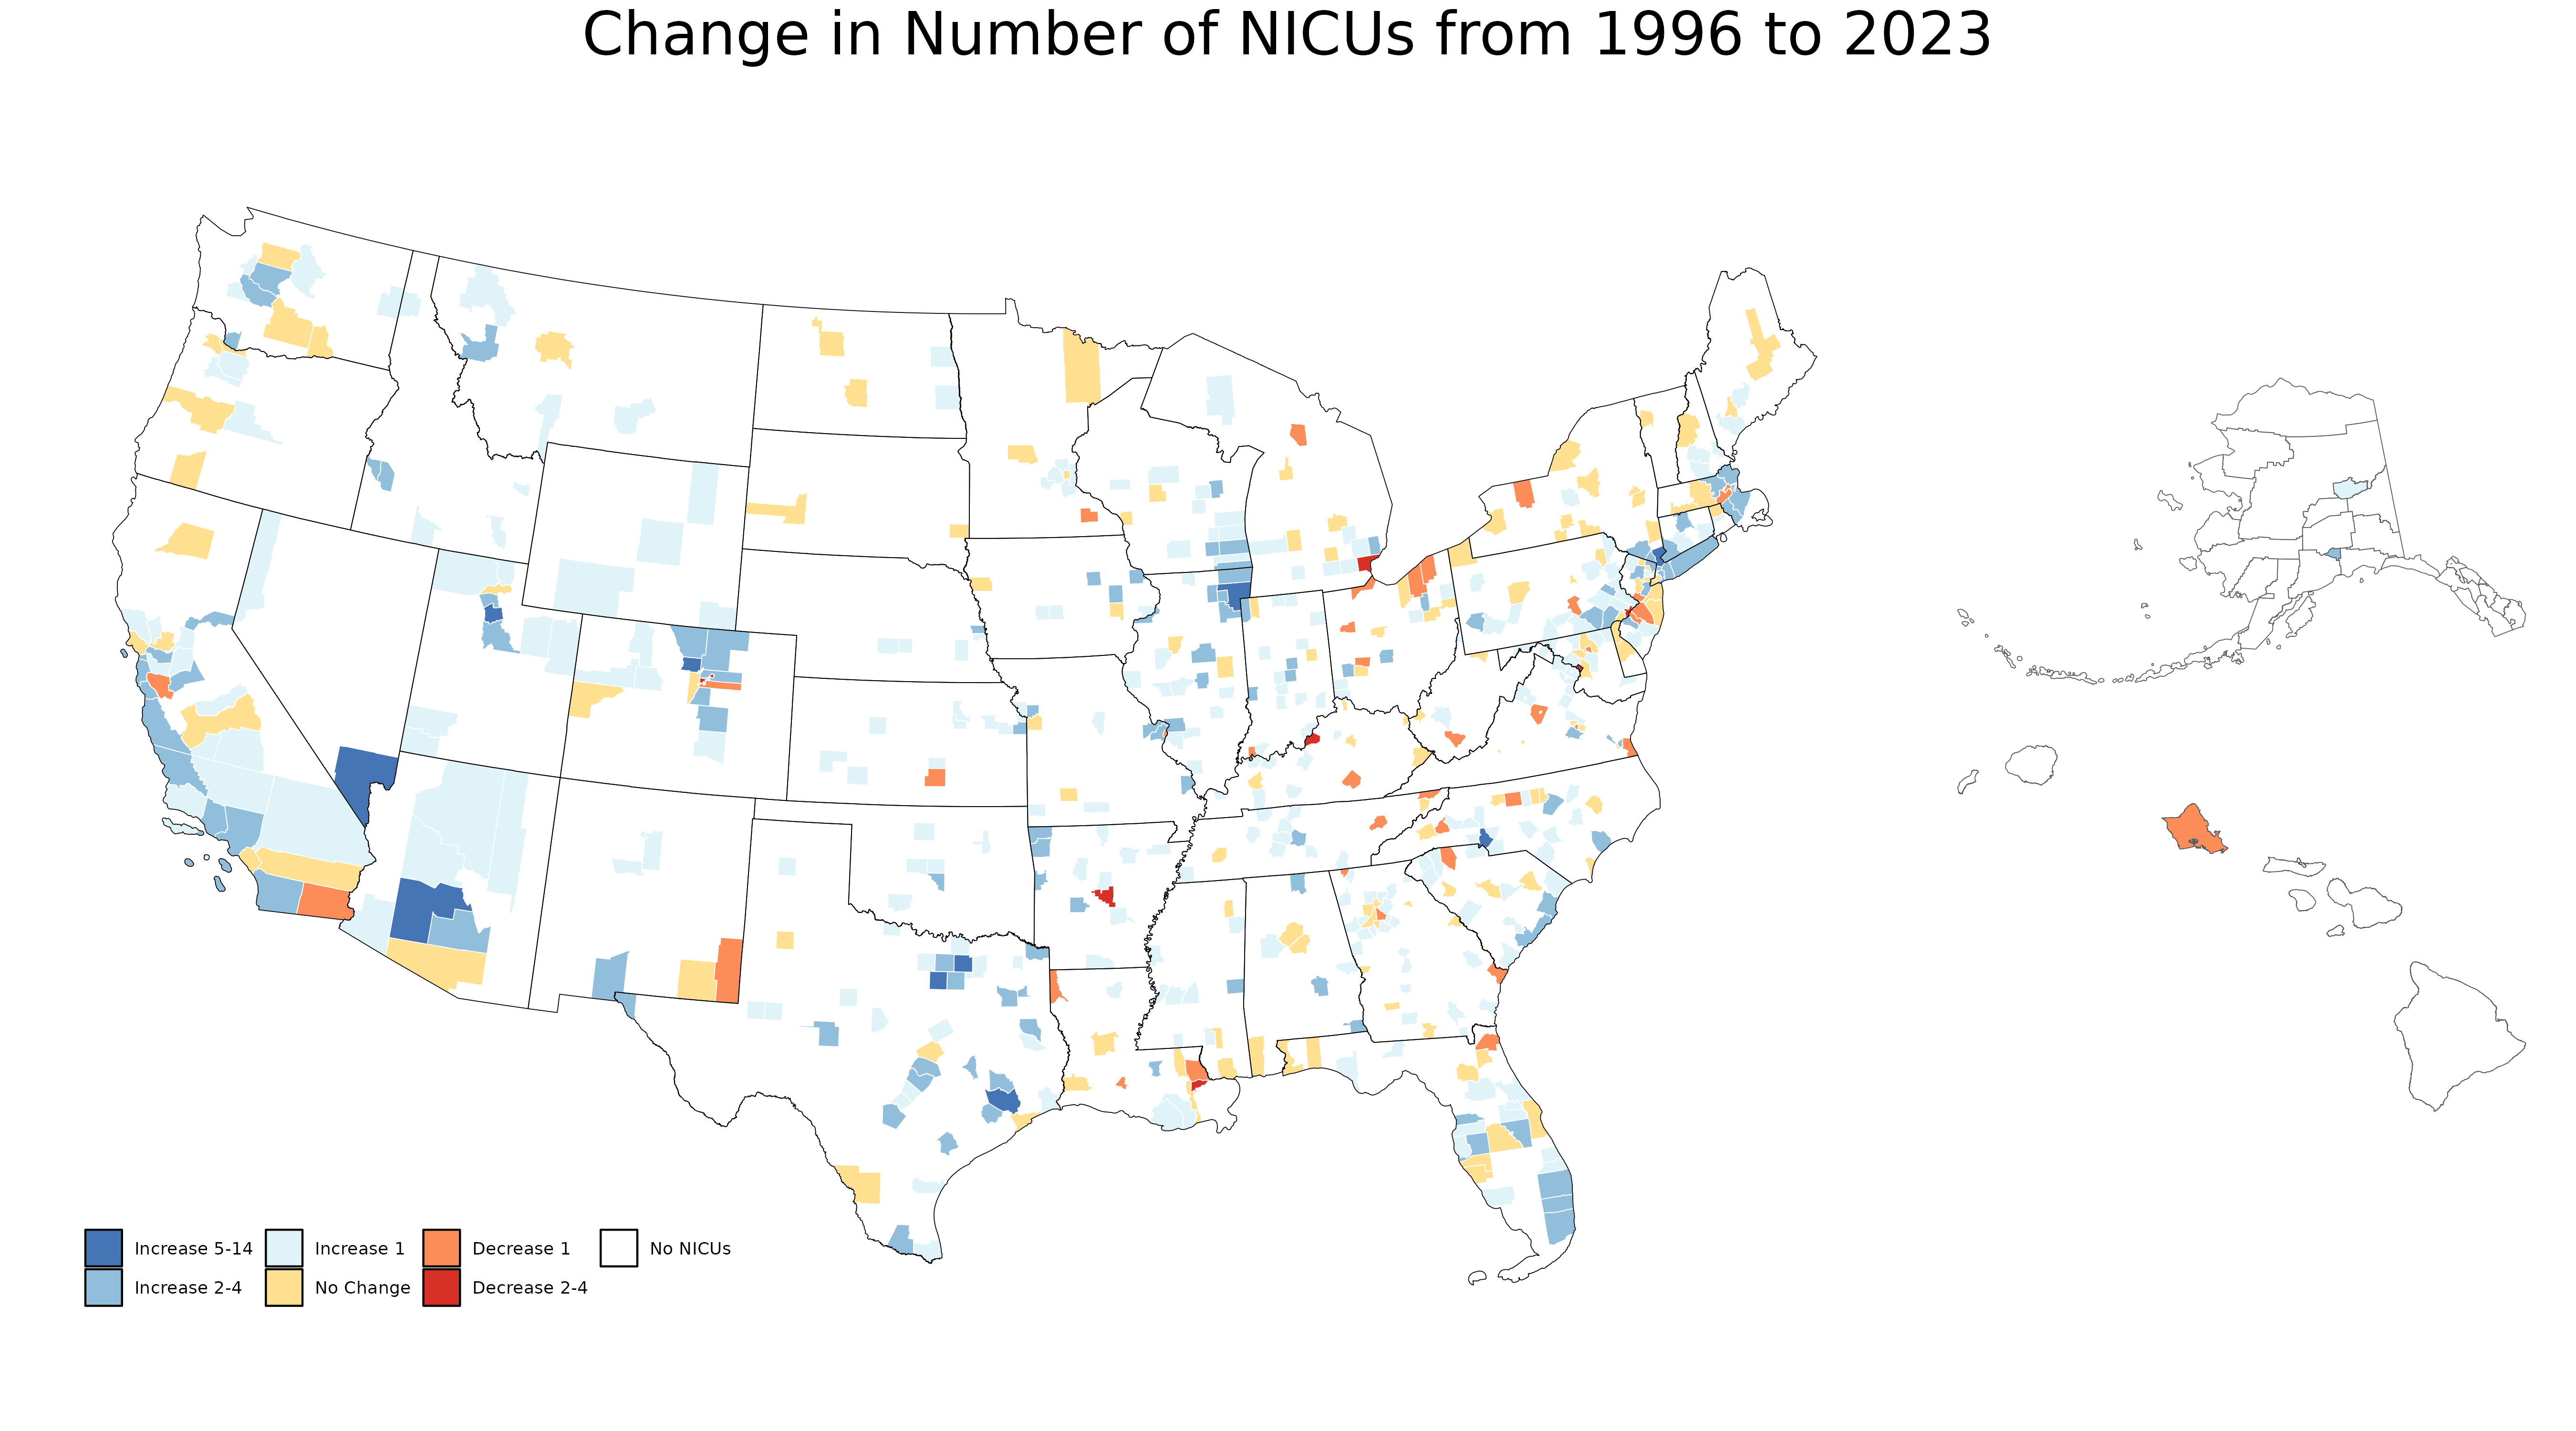 Change in Number of NICUs from 1996 to 2023
Increase 5-14 Increase 1 Decrease 1 No NICUs
Increase 2-4 No Change Decrease 2-4